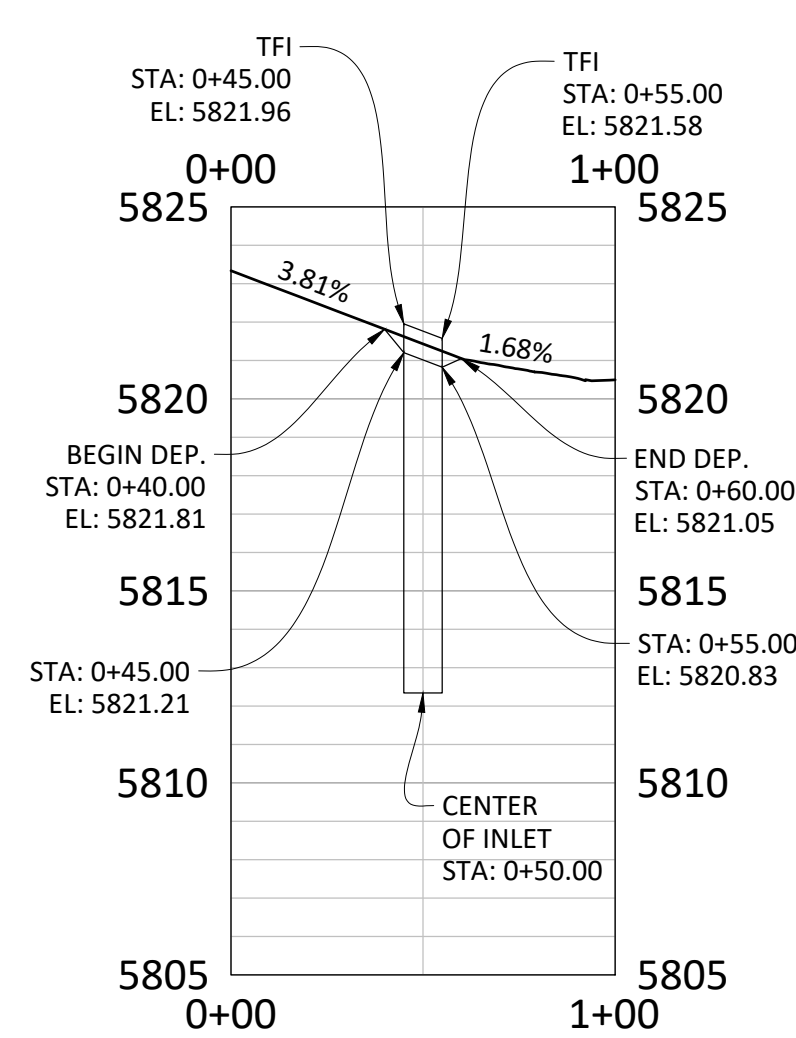 TFI
STA: 0+45.00
EL: 5821.96
TFI
STA: 0+55.00
EL: 5821.58
0+00
1+00
5825
5825
3.81%
1.68%
5820
5820
BEGIN DEP.
STA: 0+40.00
EL: 5821.81
END DEP.
STA: 0+60.00
EL: 5821.05
5815
5815
STA: 0+45.00
EL: 5821.21
STA: 0+55.00
EL: 5820.83
5810
5810
CENTER
OF INLET
STA: 0+50.00
5805
5805
0+00
1+00